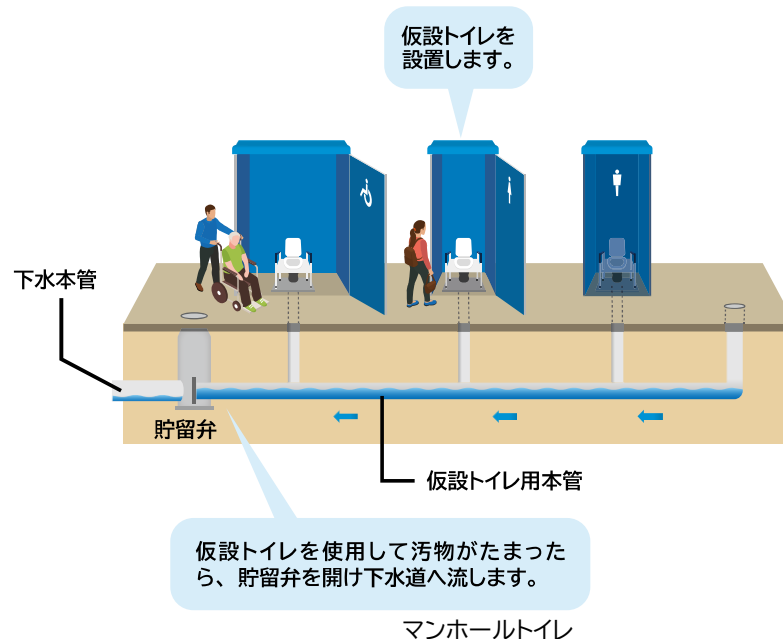 仮設トイレを
設置します。
下水本管
貯留弁
仮設トイレ用本管
仮設トイレを使用して汚物がたまった
ら、貯留弁を開け下水道へ流します。
マンホールトイレ